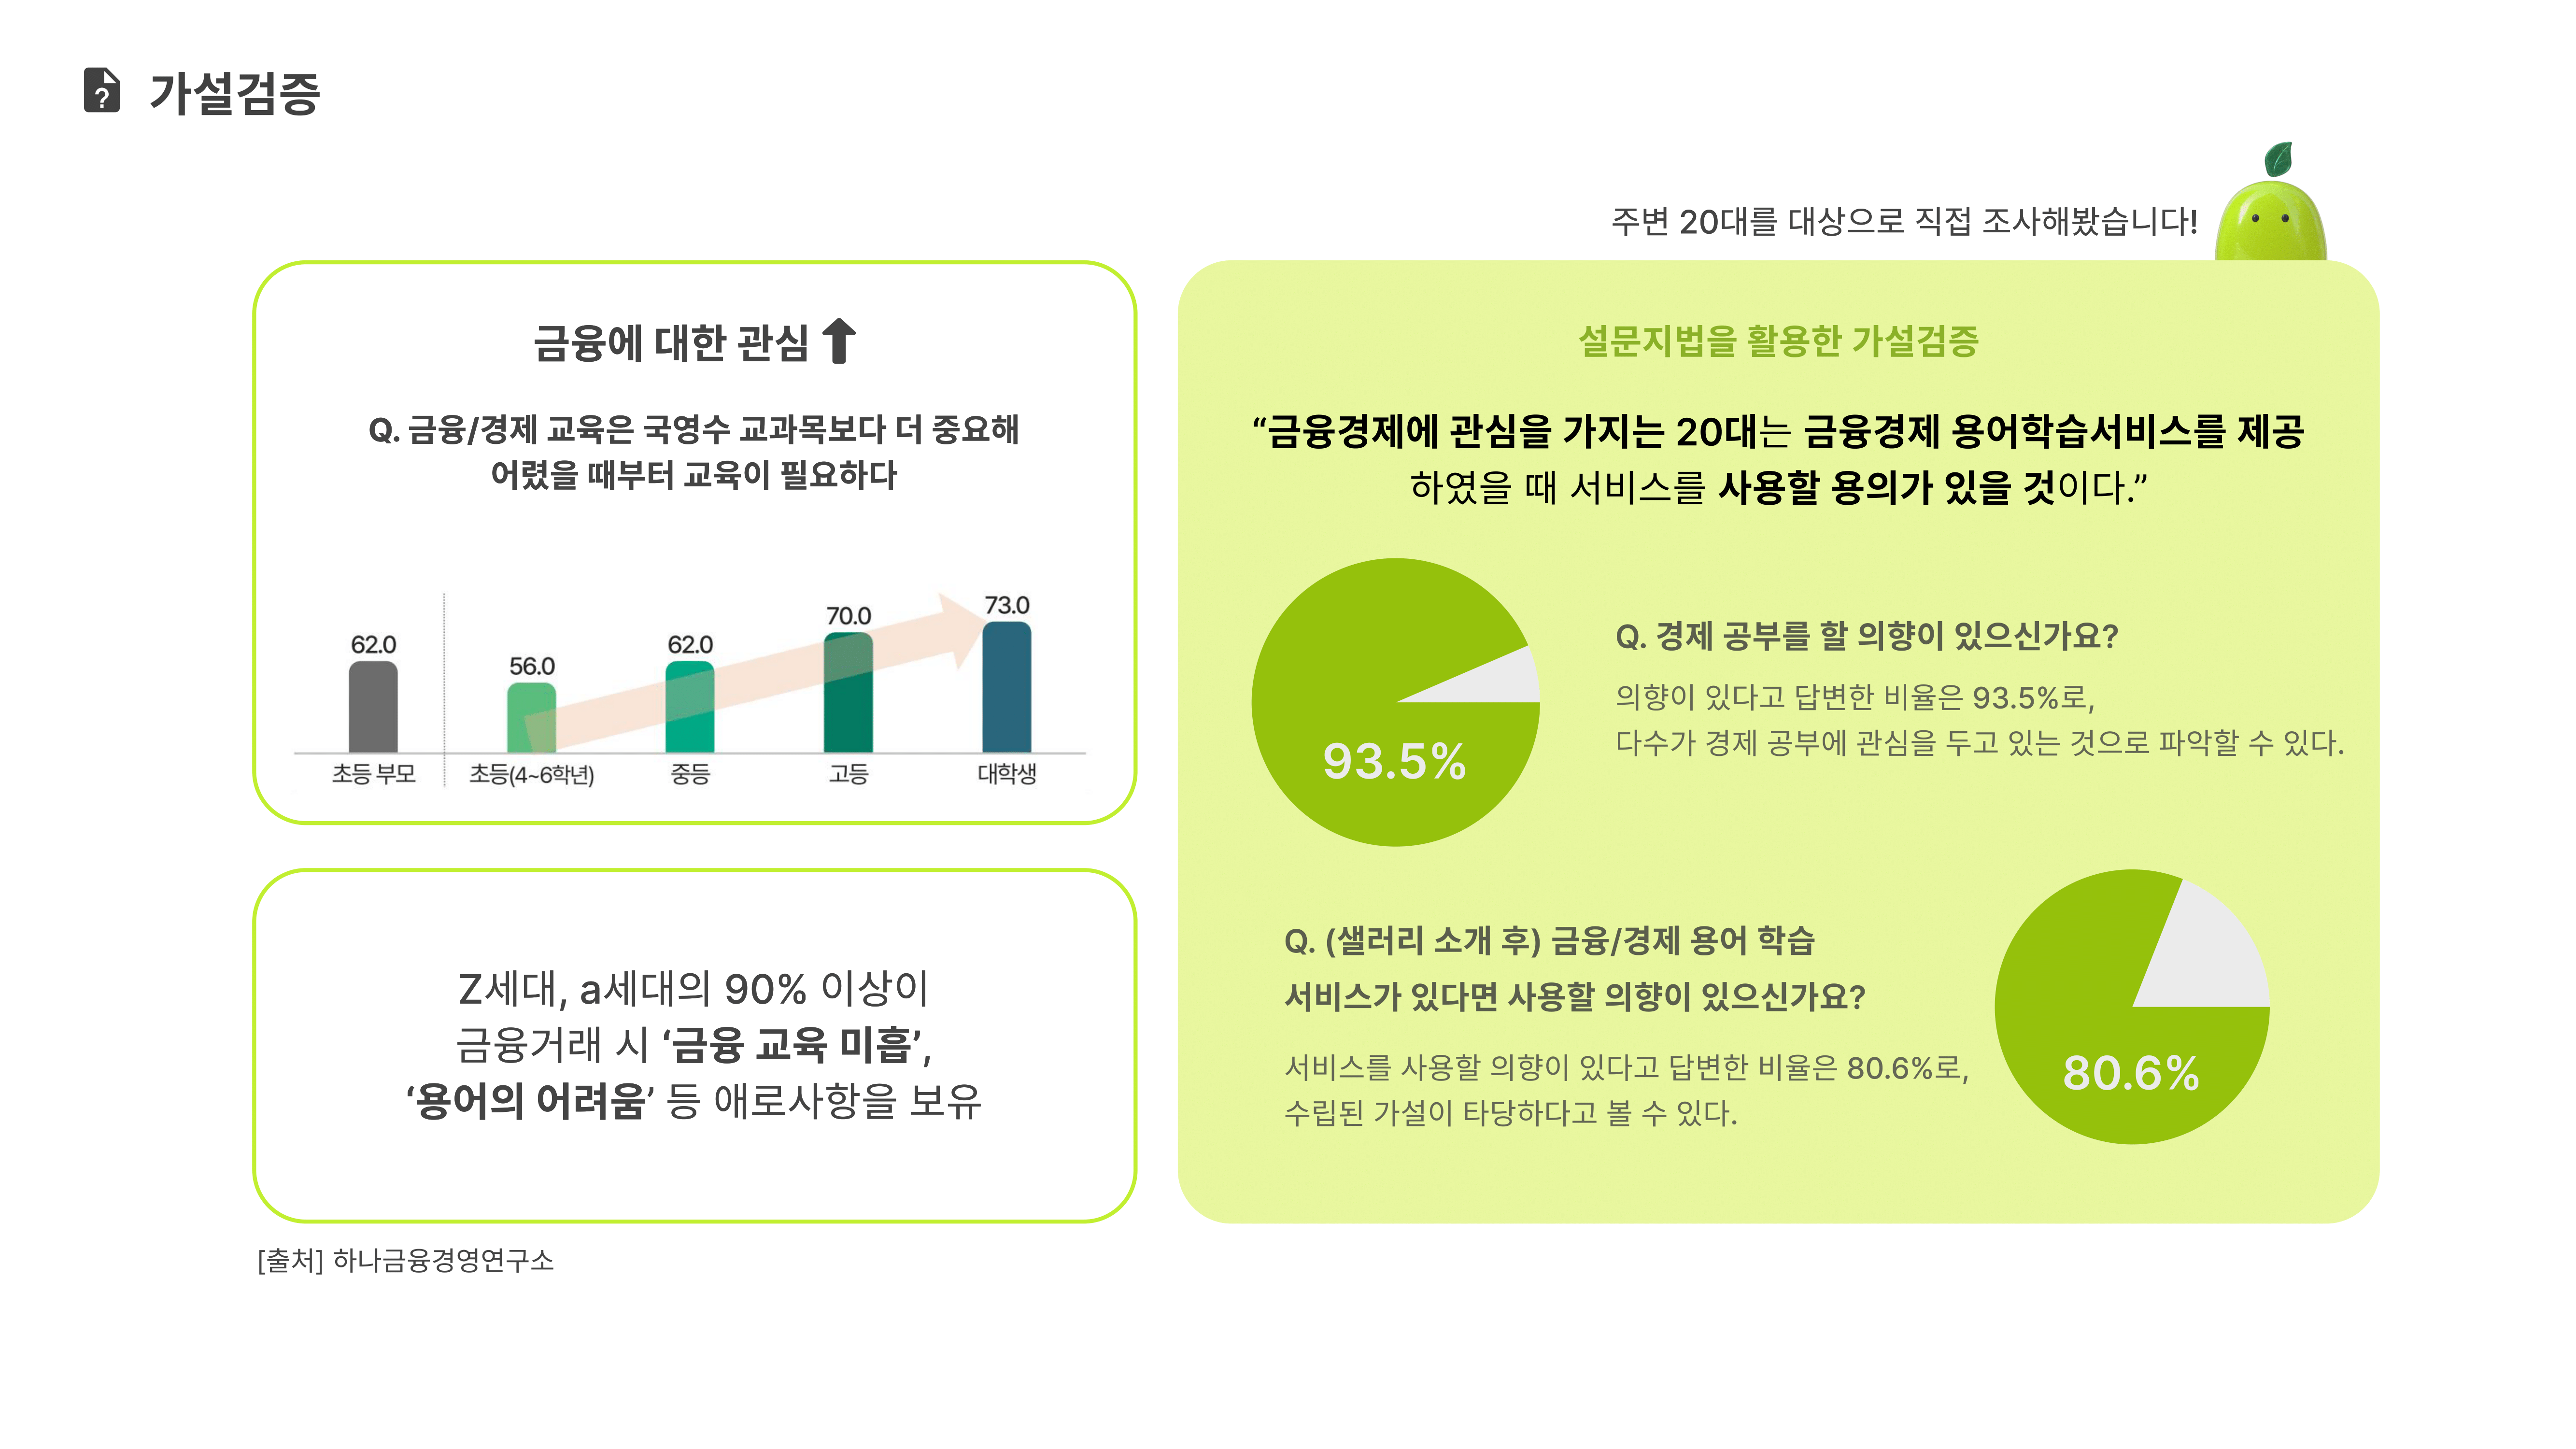 가설검증
주변 20대를 대상으로 직접 조사해봤습니다!
금융에 대한 관심
Q. 금융/경제 교육은 국영수 교과목보다 더 중요해
어렸을 때부터 교육이 필요하다
62.0
56.0
62.0
70.0
73.0
초등 부모
초등(4~6학년)
중등
고등
대학생
Z세대, a세대의 90% 이상이
금융거래 시 ‘금융 교육 미흡’,
‘용어의 어려움’ 등 애로사항을 보유
[출처] 하나금융경영연구소
설문지법을 활용한 가설검증
“금융경제에 관심을 가지는 20대는 금융경제 용어학습서비스를 제공
하였을 때 서비스를 사용할 용의가 있을 것이다.”
93.5%
Q. 경제 공부를 할 의향이 있으신가요?
의향이 있다고 답변한 비율은 93.5%로,
다수가 경제 공부에 관심을 두고 있는 것으로 파악할 수 있다.
Q. (샐러리 소개 후) 금융/경제 용어 학습
서비스가 있다면 사용할 의향이 있으신가요?
서비스를 사용할 의향이 있다고 답변한 비율은 80.6%로,
수립된 가설이 타당하다고 볼 수 있다.
80.6%